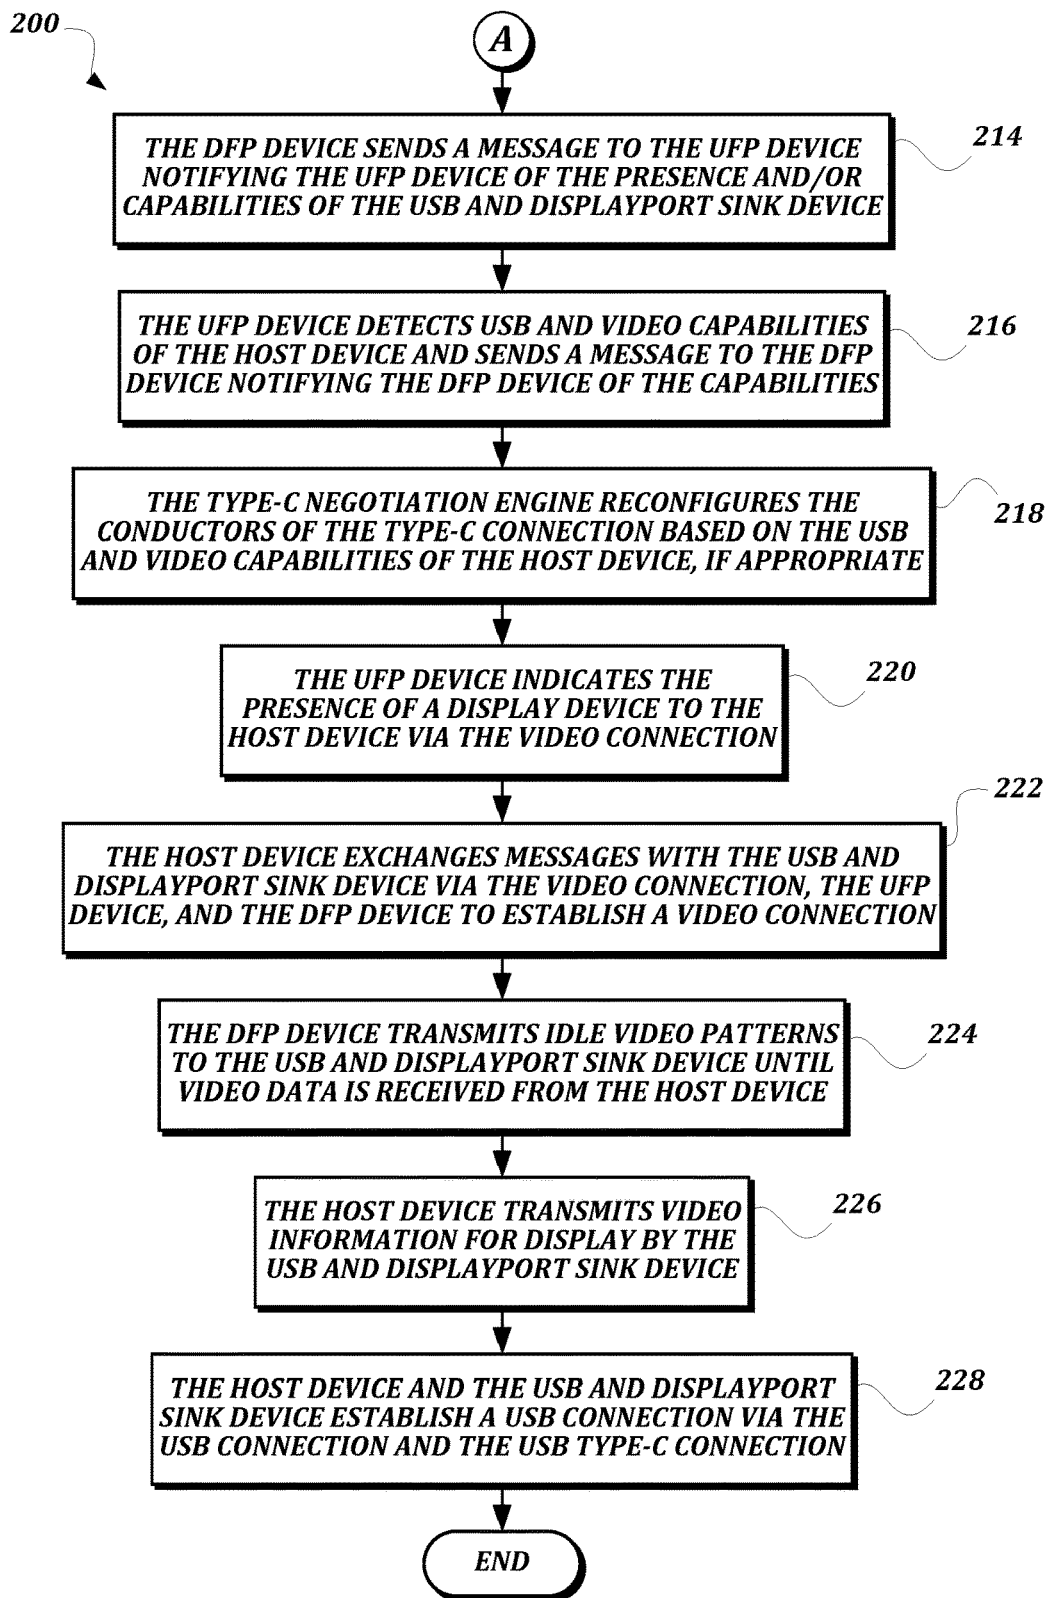 200
A
THE DFP DEVICE SENDS A MESSAGE TO THE UFP DEVICE
NOTIFYING THE UFP DEVICE OF THE PRESENCE AND/OR
CAPABILITIES OF THE USB AND DISPLAYPORT SINK DEVICE
214
THE UFP DEVICE DETECTS USB AND VIDEO CAPABILITIES
OF THE HOST DEVICE AND SENDS A MESSAGE TO THE DFP
DEVICE NOTIFYING THE DFP DEVICE OF THE CAPABILITIES
216
THE TYPE-C NEGOTIATION ENGINE RECONFIGURES THE
CONDUCTORS OF THE TYPE-C CONNECTION BASED ON THE USB
AND VIDEO CAPABILITIES OF THE HOST DEVICE, IF APPROPRIATE
218
THE UFP DEVICE INDICATES THE
PRESENCE OF A DISPLAY DEVICE TO THE
HOST DEVICE VIA THE VIDEO CONNECTION
220
THE HOST DEVICE EXCHANGES MESSAGES WITH THE USB AND
DISPLAYPORT SINK DEVICE VIA THE VIDEO CONNECTION, THE UFP
DEVICE, AND THE DFP DEVICE TO ESTABLISH A VIDEO CONNECTION
222
THE DFP DEVICE TRANSMITS IDLE VIDEO PATTERNS
TO THE USB AND DISPLAYPORT SINK DEVICE UNTIL
VIDEO DATA IS RECEIVED FROM THE HOST DEVICE
224
THE HOST DEVICE TRANSMITS VIDEO
INFORMATION FOR DISPLAY BY THE
USB AND DISPLAYPORT SINK DEVICE
226
THE HOST DEVICE AND THE USB AND DISPLAYPORT
SINK DEVICE ESTABLISH A USB CONNECTION VIA THE
USB CONNECTION AND THE USB TYPE-C CONNECTION
228
END